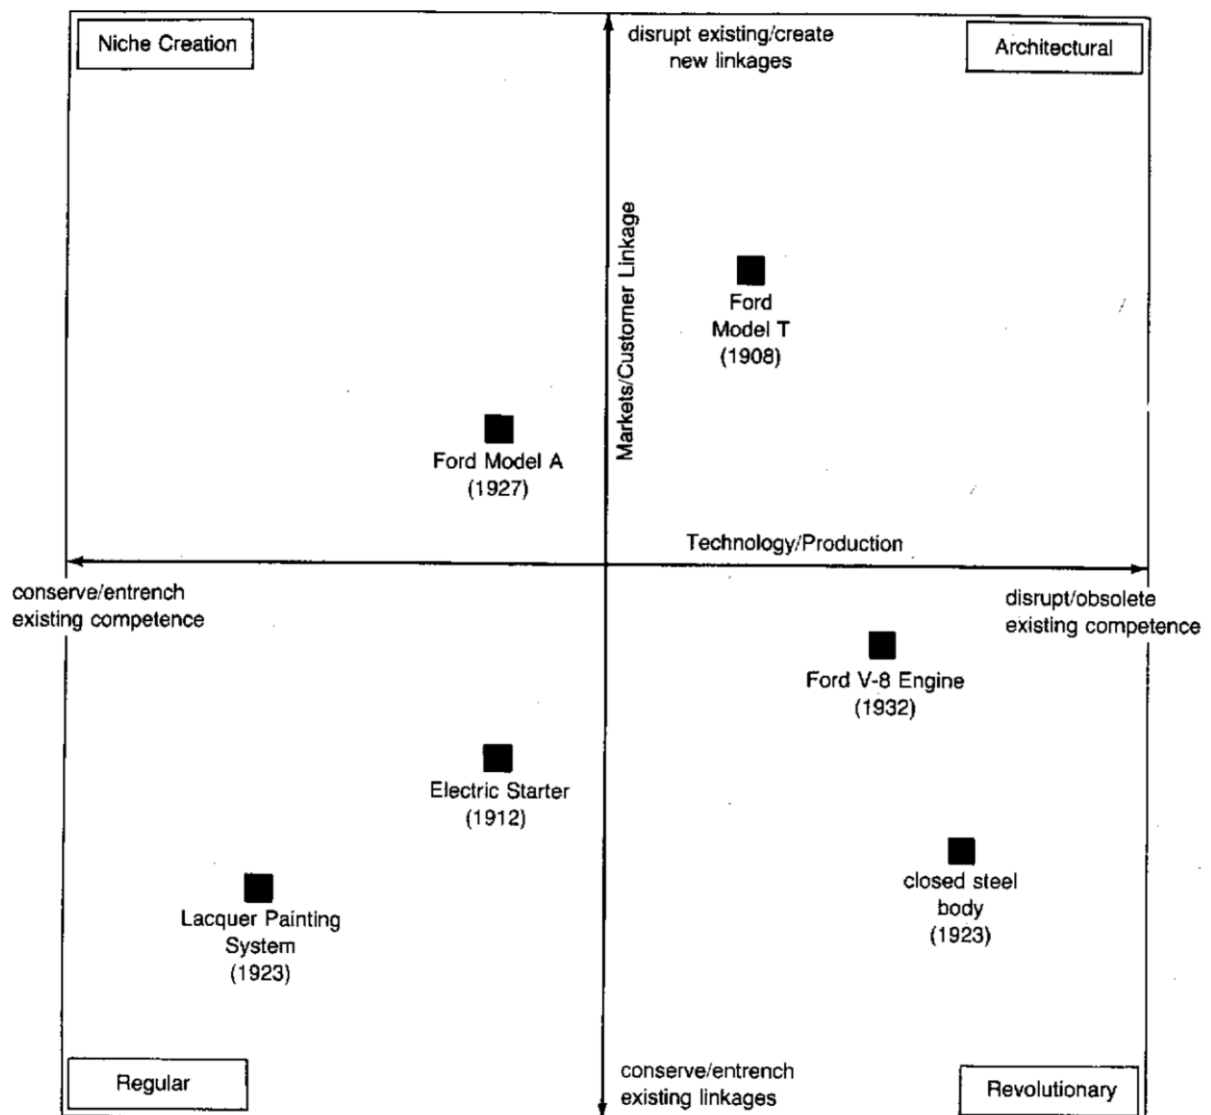 Niche Creation
disrupt existing/create
new linkages
Architectural
Markets/Customer Linkage
Ford
Model T
(1908)
Ford Model A
(1927)
Technology/Production
conserve/entrench
existing competence
disrupt/obsolete
existing competence
Ford V-8 Engine
(1932)
Electric Starter
(1912)
closed steel
body
(1923)
Lacquer Painting
System
(1923)
Regular
conserve/entrench
existing linkages
Revolutionary